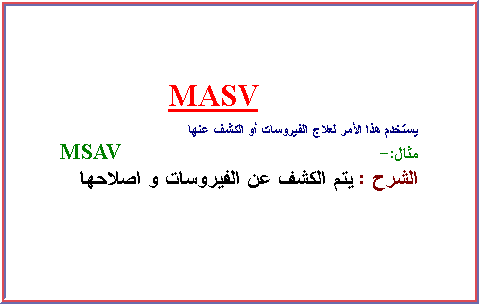 MASV
يستخدم هذا الأمر لعلاج الفيروسات أو الكشف عنها
مثال:- MSAV
الشرح : يتم الكشف عن الفيروسات و اصلاحها